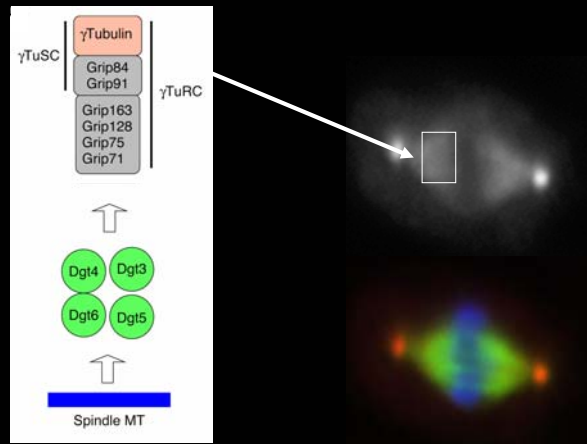 γTubulin
γTuSC
Grip84
Grip91
γTuRC
Grip163
Grip128
Grip75
Grip71
Dgt4 Dgt3
Dgt6 Dgt5
Spindle MT